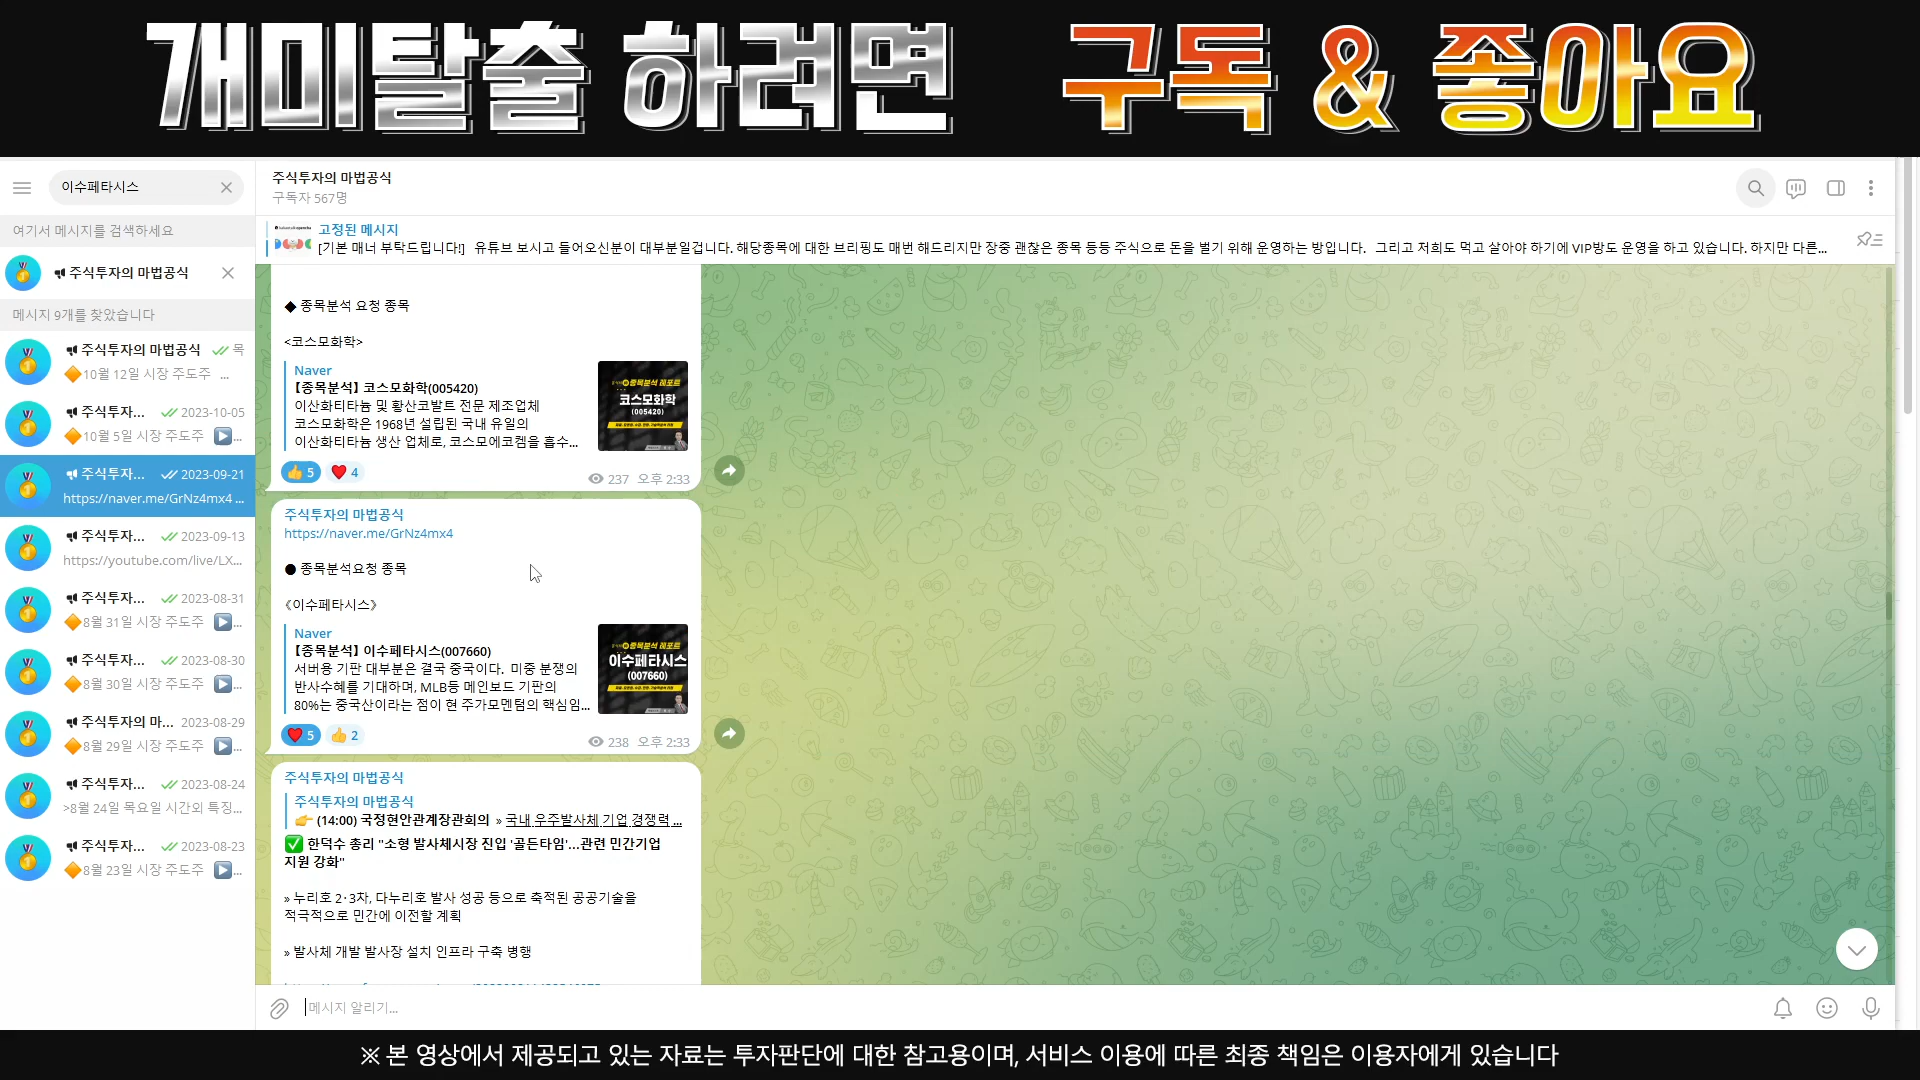 개미탈출 하려면 구독 & 좋아요
이수페타시스
여기서 메시지를 검색하세요
주식투자의 마법공식
메시지 9개를 찾았습니다
주식투자의 마법공식 목
10월 12일 시장 주도주 ...
주식투자... 2023-10-05
10월 5일 시장 주도주 ...
주식투자... 2023-09-21
https://naver.me/GrNz4mx4 ...
주식투자... 2023-09-13
https://youtube.com/live/LX...
주식투자... 2023-08-31
8월 31일 시장 주도주 ...
주식투자... 2023-08-30
8월 30일 시장 주도주 ...
주식투자의 마... 2023-08-29
8월 29일 시장 주도주 ...
주식투자... 2023-08-24
>8월 24일 목요일 시간외 특징...
주식투자... 2023-08-23
8월 23일 시장 주도주 ...
주식투자의 마법공식
구독자 567명
고정된 메시지
[기본 매너 부탁드립니다!] 유튜브 보시고 들어오신분이 대부분일겁니다. 해당종목에 대한 브리핑도 매번 해드리지만 장중 괜찮은 종목 등등 주식으로 돈을 벌기 위해 운영하는 방입니다. 그리고 저희도 먹고 살아야 하기에 VIP방도 운영을 하고 있습니다. 하지만 다른...
◆ 종목분석 요청 종목
<코스모화학>
Naver
【종목분석】 코스모화학(005420)
이산화티타늄 및 황산코발트 전문 제조업체
코스모화학은 1968년 설립된 국내 유일의
이산화티타늄 생산 업체로, 코스모에코켐을 흡수...
종목분석 레포트
코스모화학
(005420)
5 4
237 오후 2:33
주식투자의 마법공식
https://naver.me/GrNz4mx4
● 종목분석요청 종목
《이수페타시스》
Naver
【종목분석】 이수페타시스(007660)
서버용 기판 대부분은 결국 중국이다. 미중 분쟁의
반사수혜를 기대하며, MLB등 메인보드 기판의
80%는 중국산이라는 점이 현 주가모멘텀의 핵심임...
종목분석 레포트
이수페타시스
(007660)
5 2
238 오후 2:33
주식투자의 마법공식
주식투자의 마법공식
(14:00) 국정현안관계장관회의 » 국내 우주발사체 기업 경쟁력 ...
한덕수 총리 "소형 발사체시장 진입 '골든타임'...관련 민간기업
지원 강화"
» 누리호 2·3차, 다누리호 발사 성공 등으로 축적된 공공기술을
적극적으로 민간에 이전할 계획
» 발사체 개발 발사장 설치 인프라 구축 병행
메시지 알리기...
※ 본 영상에서 제공되고 있는 자료는 투자판단에 대한 참고용이며, 서비스 이용에 따른 최종 책임은 이용자에게 있습니다